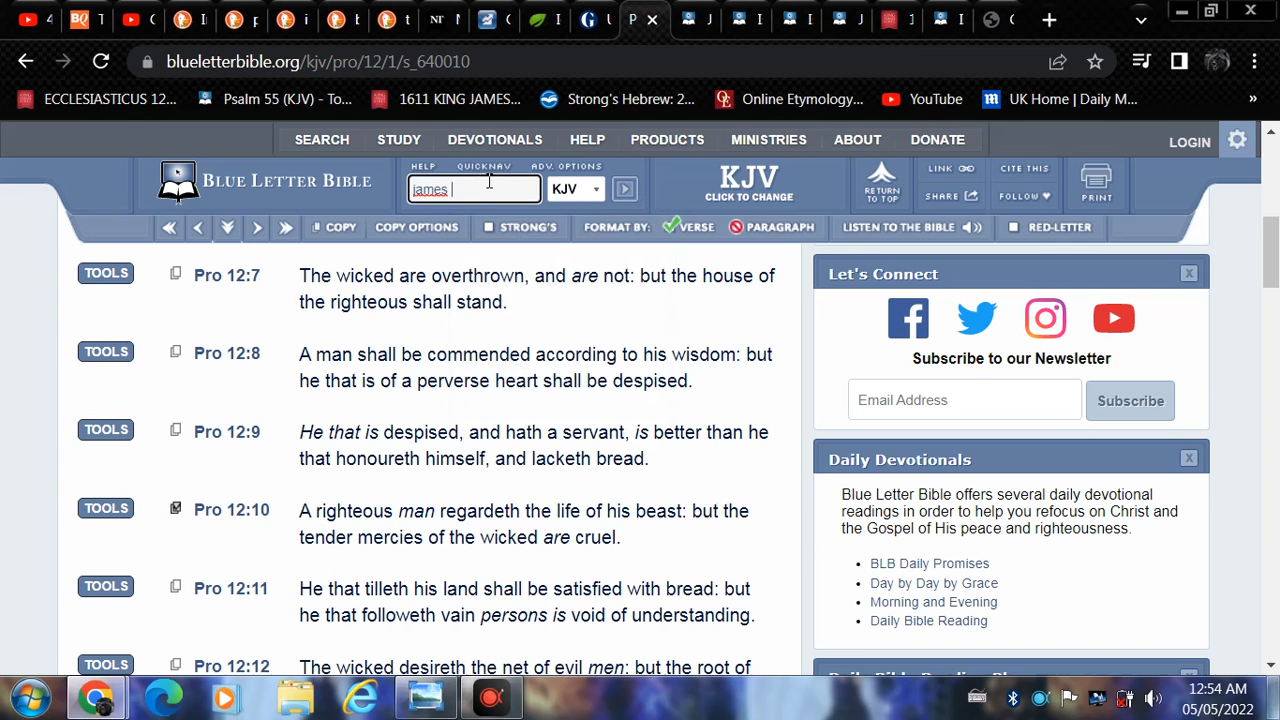 4
BQ T
I
p
i
t
NT N
C
I
G U
P
J
I
I
J
1
I
C
blueletterbible.org/kjv/pro/12/1/s_640010
ECCLESIASTICUS 12...
Psalm 55 (KJV) - To...
1611 KING JAMES...
Strong's Hebrew: 2...
OE Online Etymology...
YouTube
m UK Home | Daily M...
»
SEARCH STUDY DEVOTIONALS HELP PRODUCTS MINISTRIES ABOUT DONATE
LOGIN
BLUE LETTER BIBLE
HELP QUICKNAV ADV. OPTIONS
james
KJV
KJV
CLICK TO CHANGE
RETURN
TO TOP
LINK
CITE THIS
SHARE
FOLLOW
PRINT
COPY COPY OPTIONS STRONG'S FORMAT BY: VERSE PARAGRAPH LISTEN TO THE BIBLE RED-LETTER
TOOLS Pro 12:7 The wicked are overthrown, and are not: but the house of
the righteous shall stand.
TOOLS Pro 12:8 A man shall be commended according to his wisdom: but
he that is of a perverse heart shall be despised.
TOOLS Pro 12:9 He that is despised, and hath a servant, is better than he
that honoureth himself, and lacketh bread.
TOOLS Pro 12:10 A righteous man regardeth the life of his beast: but the
tender mercies of the wicked are cruel.
TOOLS Pro 12:11 He that tilleth his land shall be satisfied with bread: but
he that followeth vain persons is void of understanding.
TOOLS Pro 12:12 The wicked desireth the net of evil men: but the root of
Let's Connect X
Subscribe to our Newsletter
Email Address
Subscribe
Daily Devotionals X
Blue Letter Bible offers several daily devotional
readings in order to help you refocus on Christ and
the Gospel of His peace and righteousness.
• BLB Daily Promises
• Day by Day by Grace
• Morning and Evening
• Daily Bible Reading
12:54 AM
05/05/2022